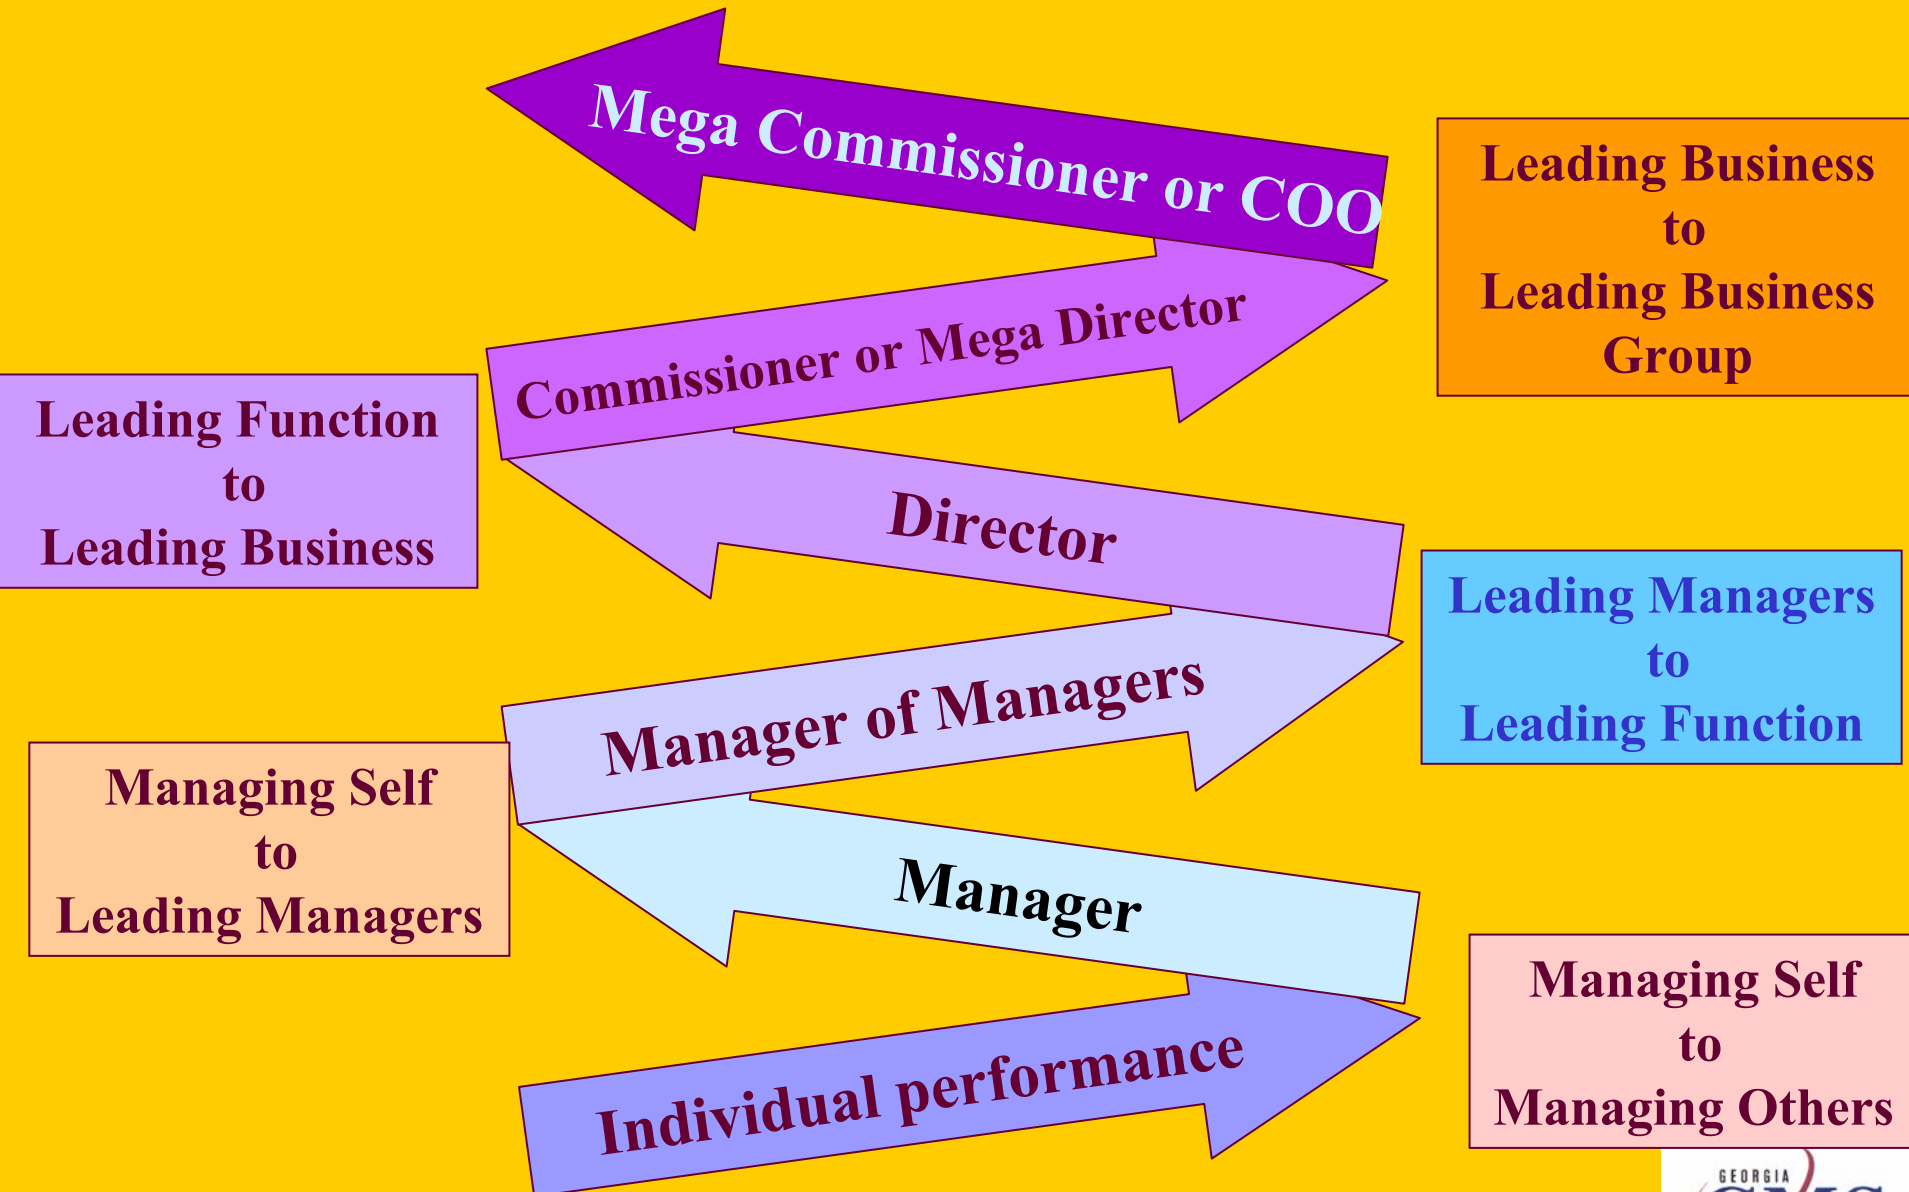 Mega Commissioner or COO
Leading Business
to
Leading Business
Group
Commissioner or Mega Director
Leading Function
to
Leading Business
Director
Leading Managers
to
Leading Function
Manager of Managers
Managing Self
to
Leading Managers
Manager
Managing Self
to
Managing Others
Individual performance
GEORGIA